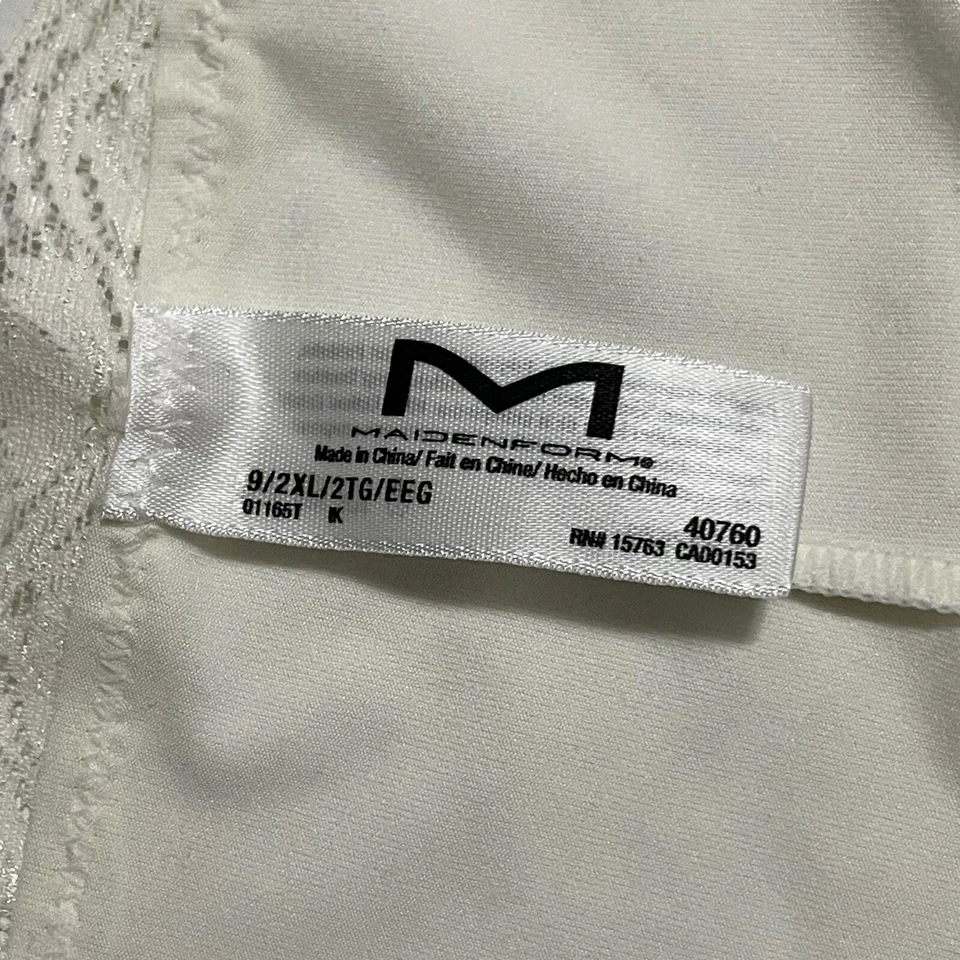 M
MAIDENFORM®
Made in China/ Fait en Chine/ Hecho en China
9/2XL/2TG/EEG
01165T IK
40760
RN# 15763 CA00153